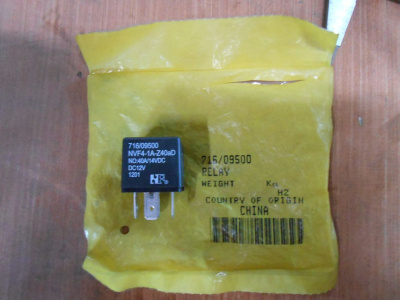 716/09500
NVF4-1A-Z40aD
NO:40A/14VDC
DC12V
1201
716/09500
RELAY
WEIGHT
COUNTRY OF ORIGIN
CHINA